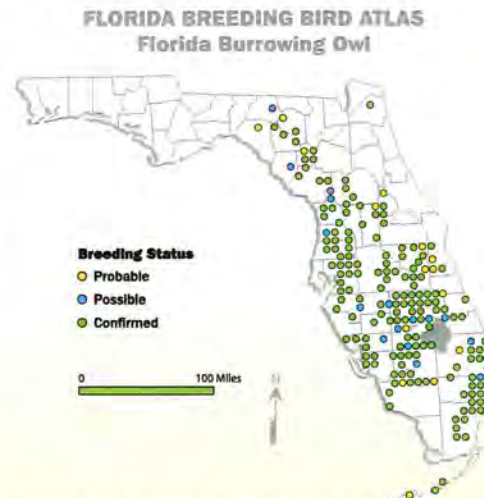 FLORIDA BREEDING BIRD ATLAS
Florida Burrowing Owl
Breeding Status
Probable
Possible
Confirmed
0 100 Miles
N